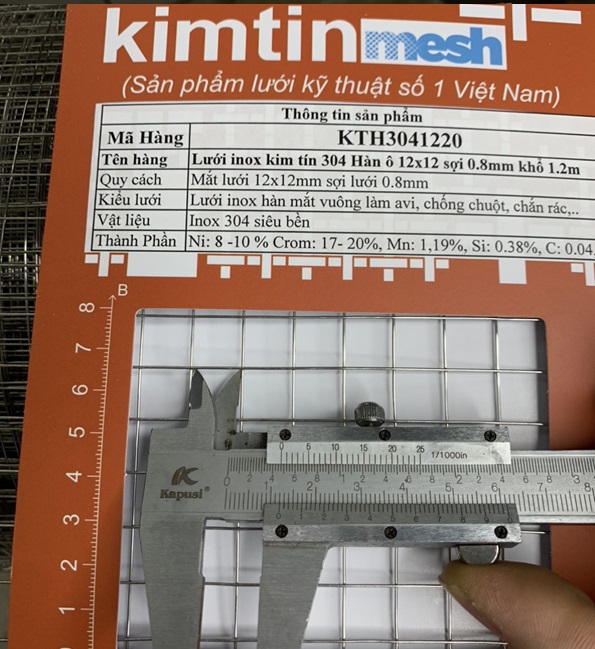 kimtin mesh
(Sản phẩm lưới kỹ thuật số 1 Việt Nam)
Thông tin sản phẩm
Mã Hàng KTH3041220
Tên hàng Lưới inox kim tín 304 Hàn ô 12x12 sợi 0.8mm khổ 1.2m
Quy cách Mắt lưới 12x12mm sợi lưới 0.8mm
Kiểu lưới Lưới inox hàn mắt vuông làm avi, chống chuột, chắn rác,..
Vật liệu Inox 304 siêu bền
Thành Phần Ni: 8 -10 % Crom: 17- 20%, Mn: 1,19%, Si: 0.38%, C: 0.04
B
8
7
6
5
4
3
2
1
0 5 10 15 20 25 1/1000in
K
Kapusi®